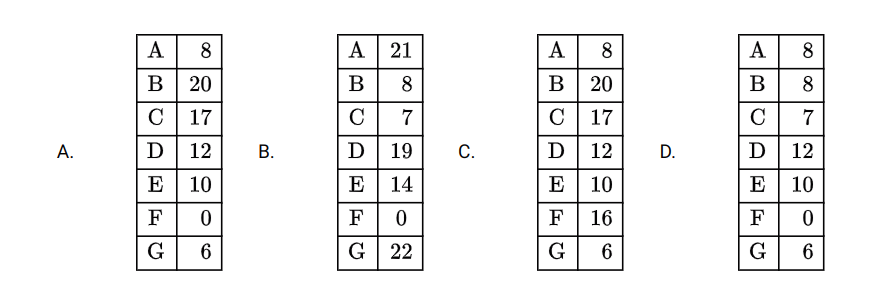 A 8 A 21 A 8 A 8
B 20 B 8 B 20 B 8
C 17 C 7 C 17 C 7
A. D 12 B. D 19 C. D 12 D. D 12
E 10 E 14 E 10 E 10
F 0 F 0 F 16 F 0
G 6 G 22 G 6 G 6